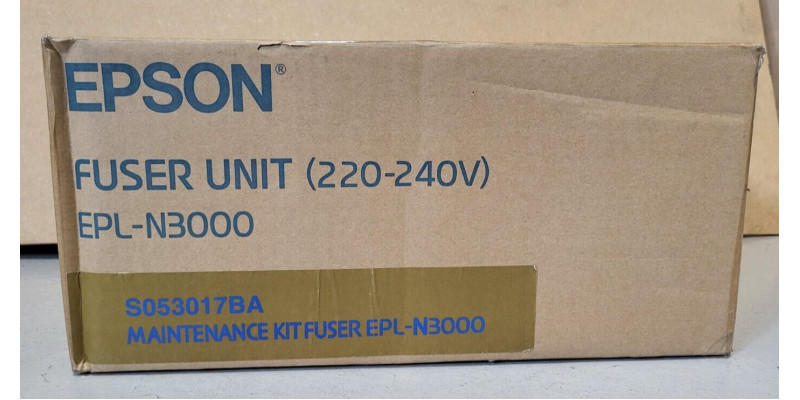 EPSON®
FUSER UNIT (220-240V)
EPL-N3000
S053017BA
MAINTENANCE KIT FUSER EPL-N3000